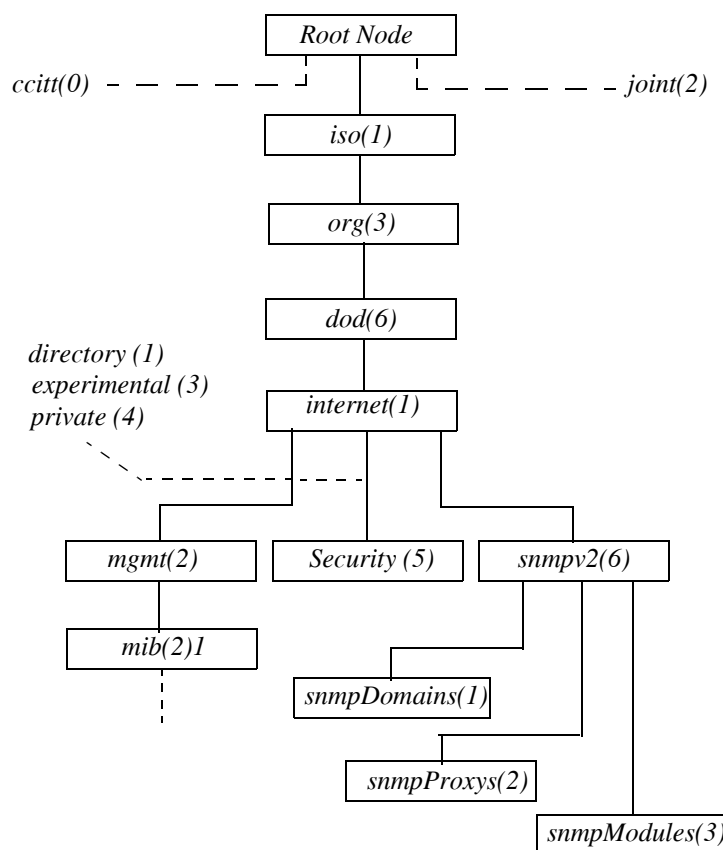 Root Node
ccitt(0)
joint(2)
iso(1)
org(3)
dod(6)
directory (1)
experimental (3)
private (4)
internet(1)
mgmt(2)
Security (5)
snmpv2(6)
mib(2)1
snmpDomains(1)
snmpProxys(2)
snmpModules(3)